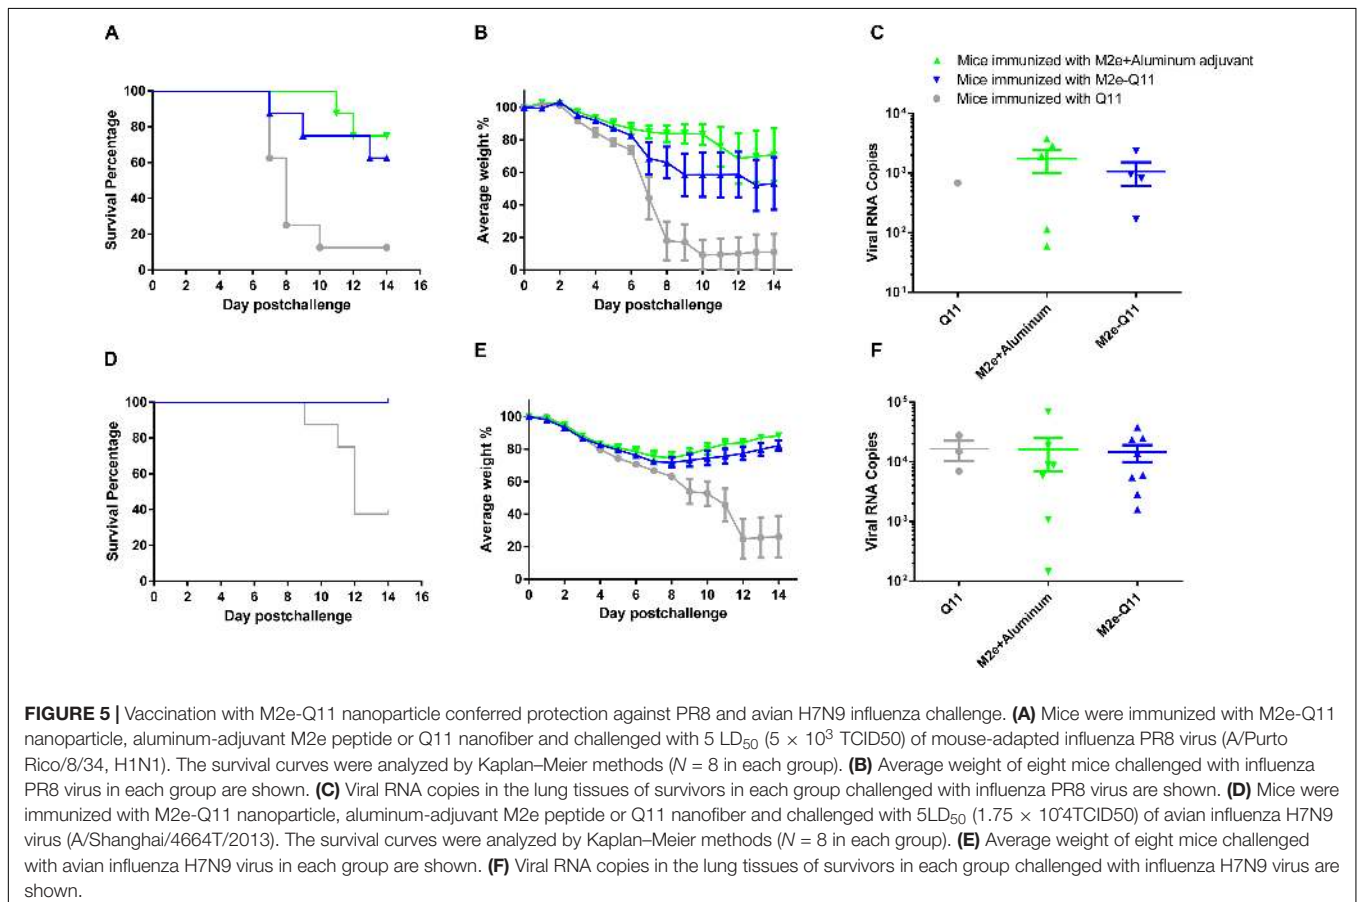 A
B
C
Mice immunized with M2e+Aluminum adjuvant
Mice immunized with M2e-Q11
Mice immunized with Q11
Survival Percentage
100
80
60
40
20
0
0 2 4 6 8 10 12 14 16
Day postchallenge
Average weight %
100
80
60
40
20
0
0 2 4 6 8 10 12 14
Day postchallenge
Viral RNA Copies
10⁴
10³
10²
10¹
Q11
M2e+Aluminum
M2e-Q11
D
E
F
Survival Percentage
100
80
60
40
20
0
0 2 4 6 8 10 12 14 16
Day postchallenge
Average weight %
100
80
60
40
20
0
0 2 4 6 8 10 12 14
Day postchallenge
Viral RNA Copies
10⁵
10⁴
10³
10²
Q11
M2e+Aluminum
M2e-Q11
FIGURE 5 | Vaccination with M2e-Q11 nanoparticle conferred protection against PR8 and avian H7N9 influenza challenge. (A) Mice were immunized with M2e-Q11
nanoparticle, aluminum-adjuvant M2e peptide or Q11 nanofiber and challenged with 5 LD₅₀ (5 × 10³ TCID50) of mouse-adapted influenza PR8 virus (A/Purto
Rico/8/34, H1N1). The survival curves were analyzed by Kaplan–Meier methods (N = 8 in each group). (B) Average weight of eight mice challenged with influenza
PR8 virus in each group are shown. (C) Viral RNA copies in the lung tissues of survivors in each group challenged with influenza PR8 virus are shown. (D) Mice were
immunized with M2e-Q11 nanoparticle, aluminum-adjuvant M2e peptide or Q11 nanofiber and challenged with 5LD₅₀ (1.75 × 10ˆ4TCID50) of avian influenza H7N9
virus (A/Shanghai/4664T/2013). The survival curves were analyzed by Kaplan–Meier methods (N = 8 in each group). (E) Average weight of eight mice challenged
with avian influenza H7N9 virus in each group are shown. (F) Viral RNA copies in the lung tissues of survivors in each group challenged with influenza H7N9 virus are
shown.